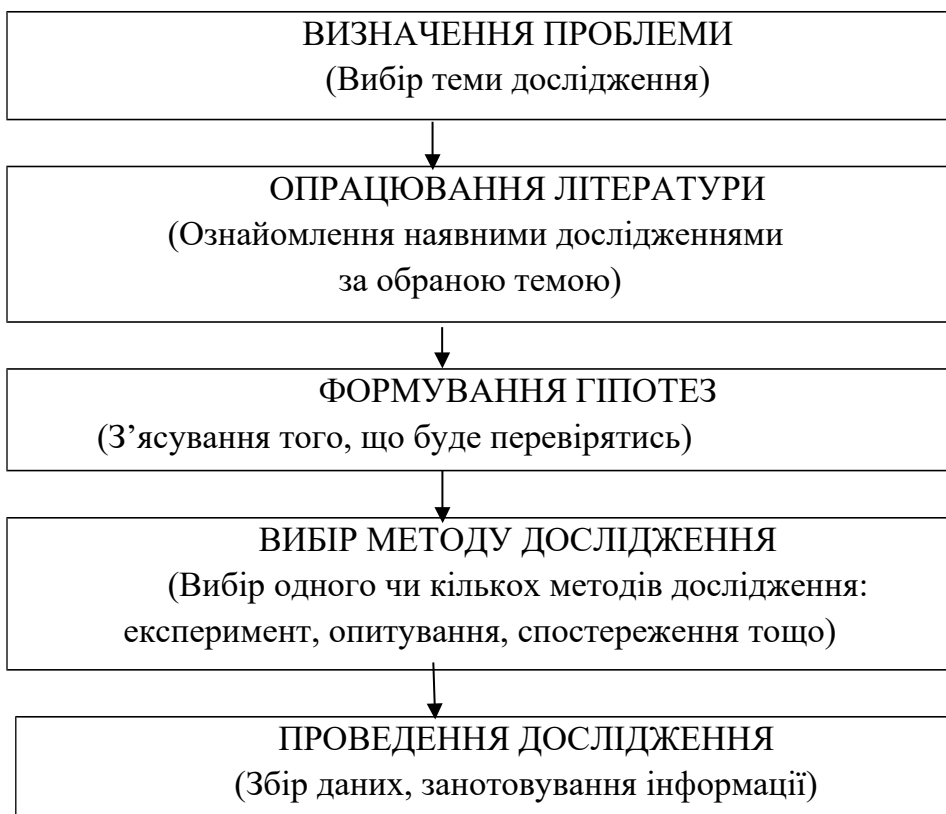 ВИЗНАЧЕННЯ ПРОБЛЕМИ
(Вибір теми дослідження)
ОПРАЦЮВАННЯ ЛІТЕРАТУРИ
(Ознайомлення наявними дослідженнями
за обраною темою)
ФОРМУВАННЯ ГІПОТЕЗ
(З’ясування того, що буде перевірятись)
ВИБІР МЕТОДУ ДОСЛІДЖЕННЯ
(Вибір одного чи кількох методів дослідження:
експеримент, опитування, спостереження тощо)
ПРОВЕДЕННЯ ДОСЛІДЖЕННЯ
(Збір даних, занотовування інформації)